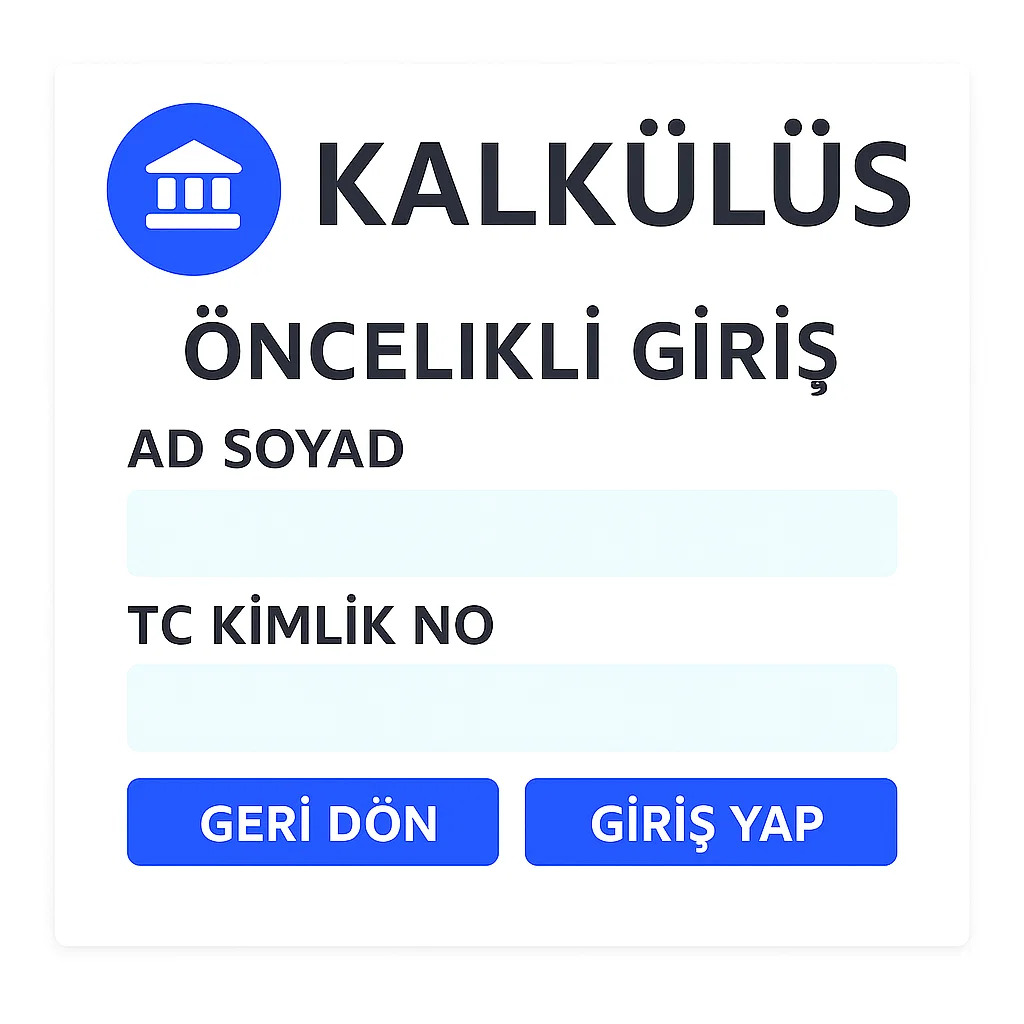 KALKÜLÜS
ÖNCELIKLİ GİRİŞ
AD SOYAD
TC KİMLİK NO
GERİ DÖN
GİRİŞ YAP